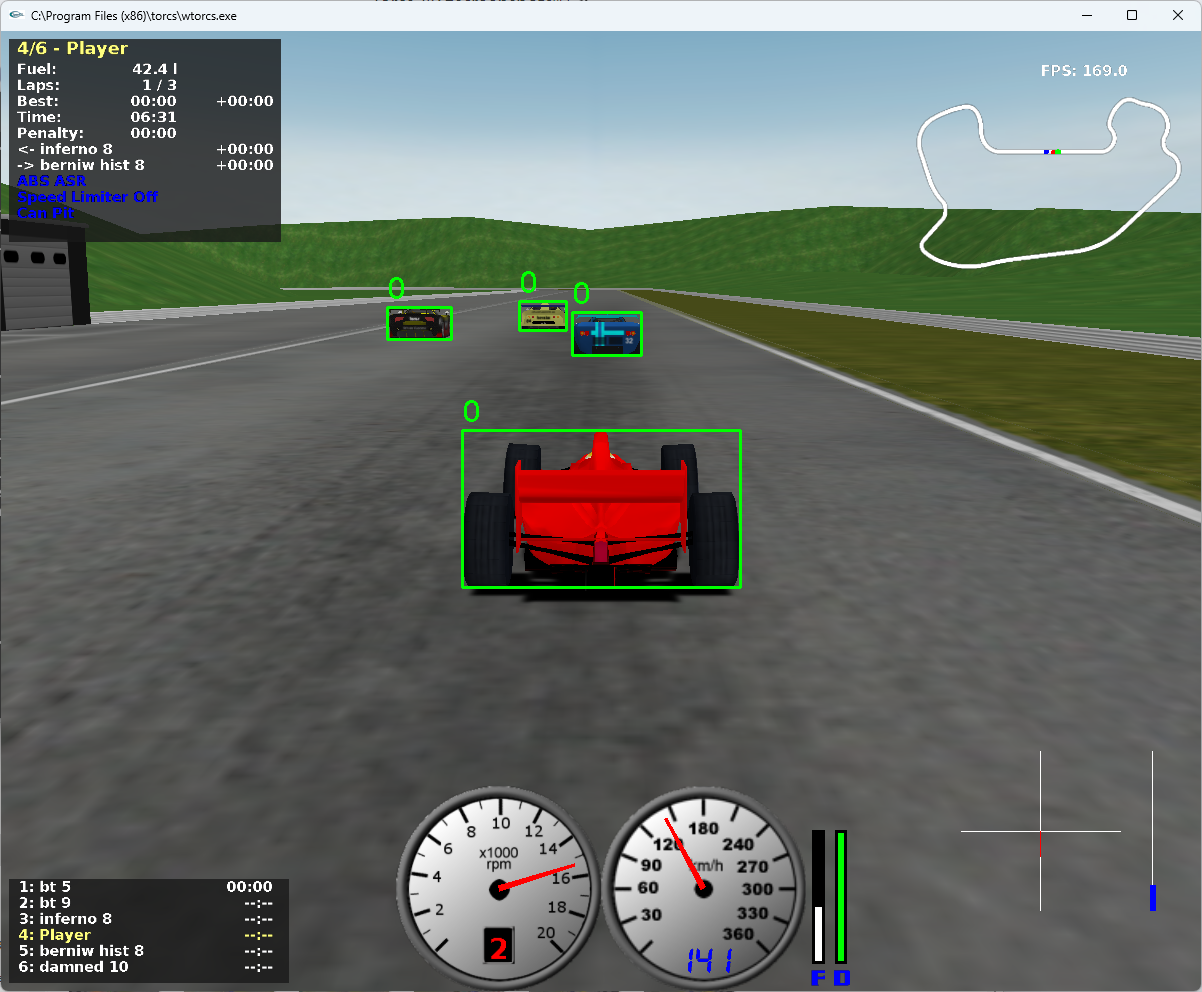 C:\Program Files (x86)\torcs\wtorcs.exe
4/6 - Player
Fuel: 42.4 l
Laps: 1 / 3
Best: 00:00 +00:00
Time: 06:31
Penalty: 00:00
<- inferno 8 +00:00
-> berniw hist 8 +00:00
ABS ASR
Speed Limiter Off
Can Pit
FPS: 169.0
0
0
0
32
0
2
4
6
8
10
12
14
16
18
20
x1000
rpm
2
30
60
90
120
180
240
270
300
330
360
km/h
141
F D
1: bt 5 00:00
2: bt 9 --:--
3: inferno 8 --:--
4: Player --:--
5: berniw hist 8 --:--
6: damned 10 --:--